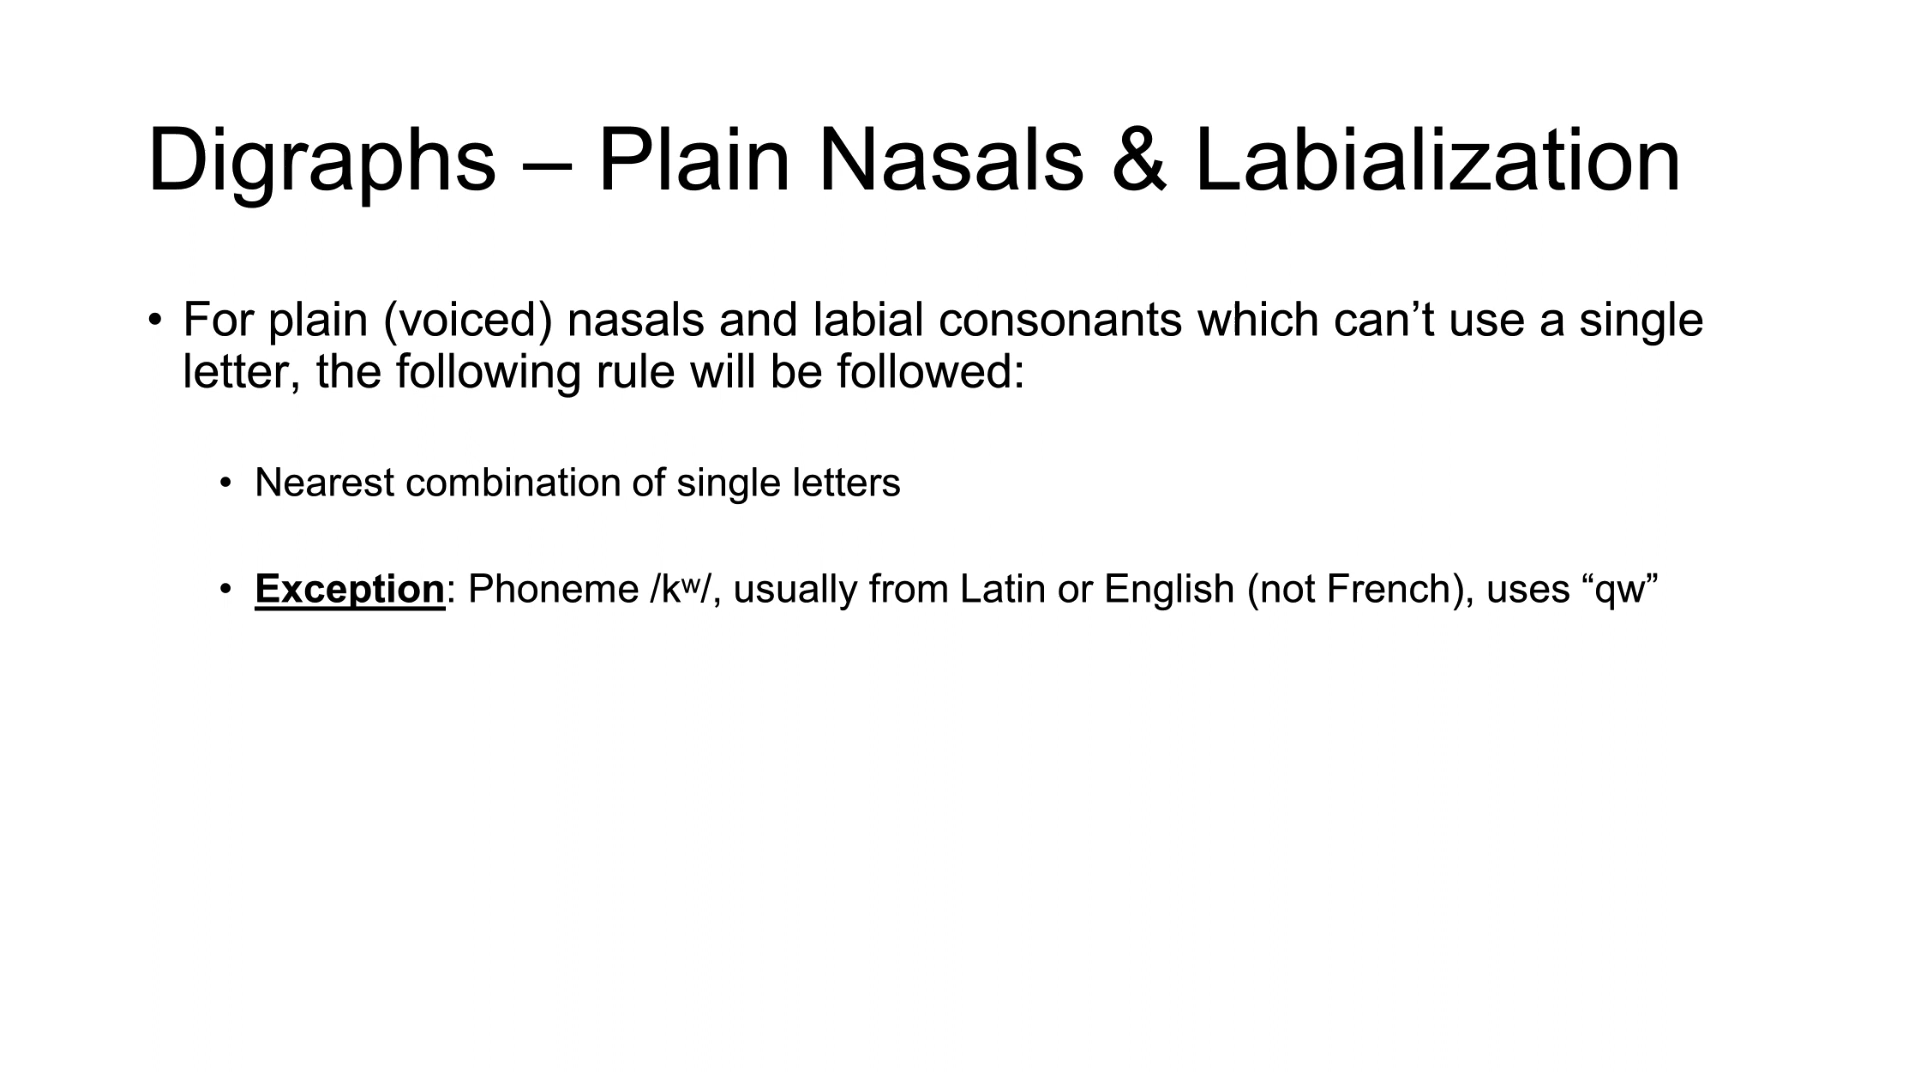 Digraphs – Plain Nasals & Labialization
• For plain (voiced) nasals and labial consonants which can’t use a single
letter, the following rule will be followed:
• Nearest combination of single letters
• Exception: Phoneme /kʷ/, usually from Latin or English (not French), uses “qw”